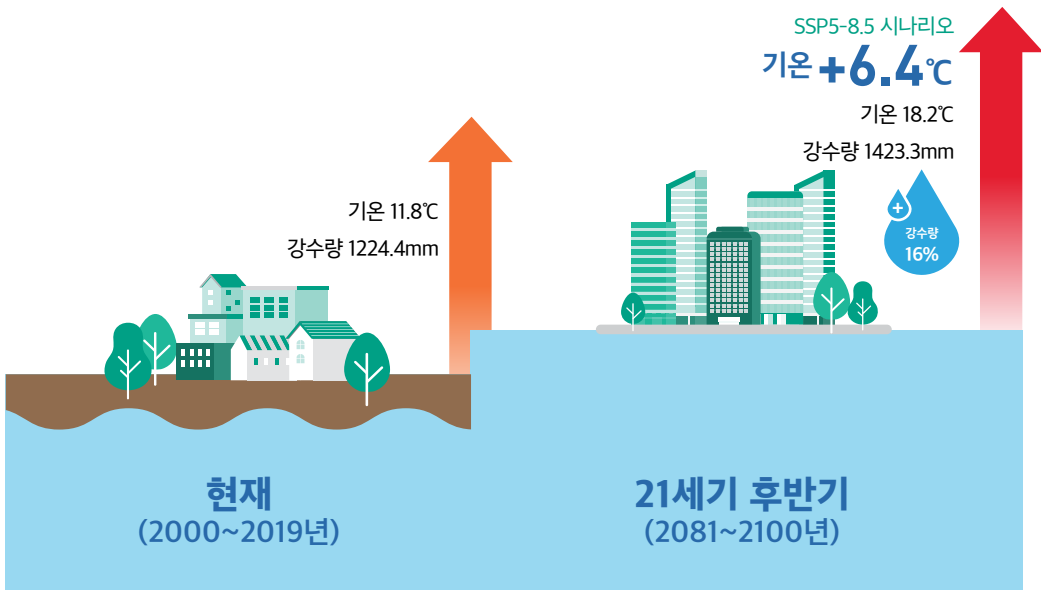 SSP5-8.5 시나리오
기온 +6.4℃
기온 18.2℃
강수량 1423.3mm
+
강수량
16%
기온 11.8℃
강수량 1224.4mm
현재
(2000~2019년)
21세기 후반기
(2081~2100년)